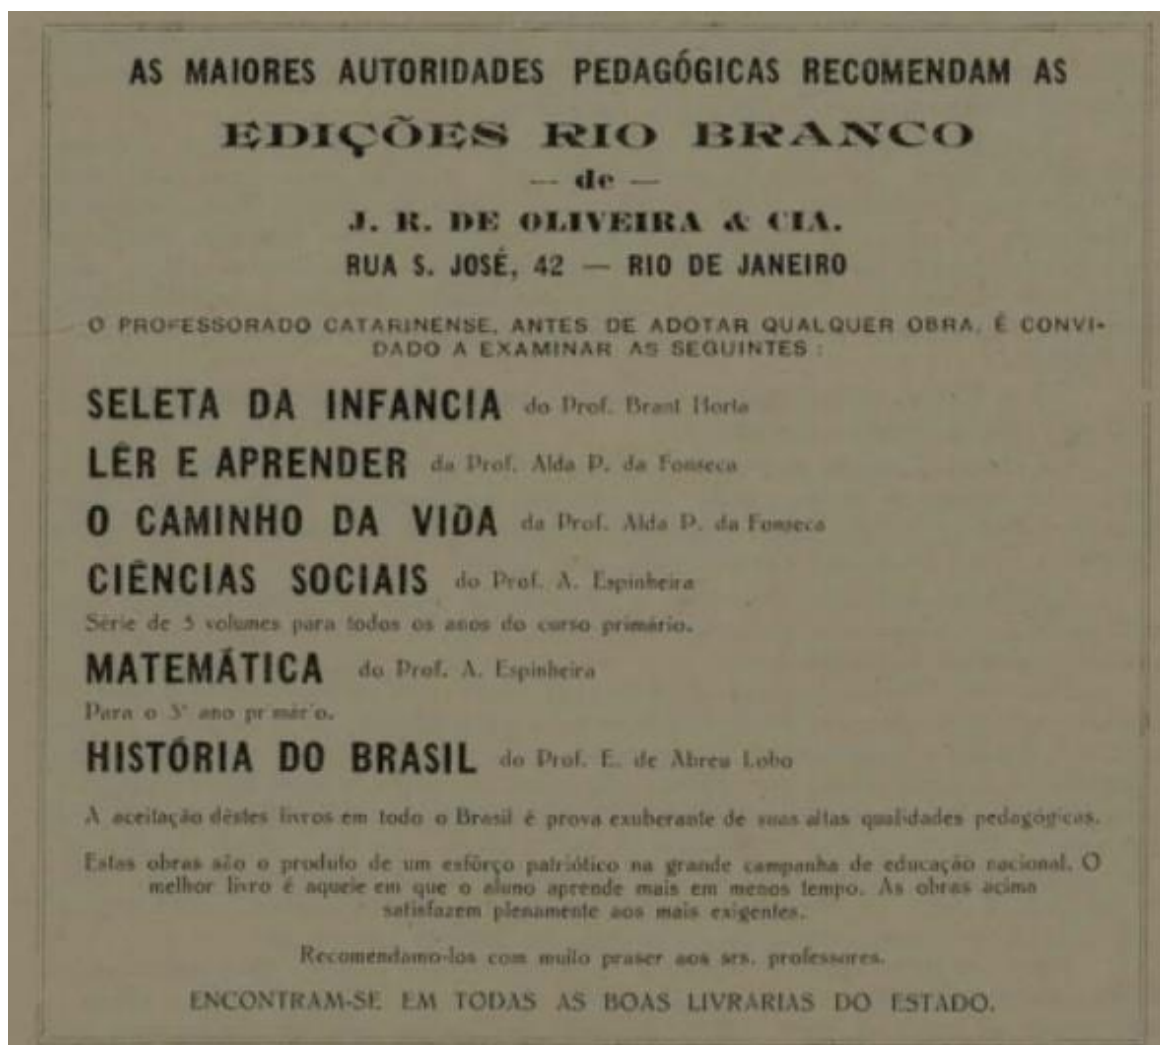 AS MAIORES AUTORIDADES PEDAGÓGICAS RECOMENDAM AS
EDIÇÕES RIO BRANCO
— de —
J. R. DE OLIVEIRA & CIA.
RUA S. JOSÉ, 42 — RIO DE JANEIRO
O PROFESSORADO CATARINENSE, ANTES DE ADOTAR QUALQUER OBRA, É CONVI-
DADO A EXAMINAR AS SEGUINTES :
SELETA DA INFANCIA do Prof. Brant Horta
LÊR E APRENDER da Prof. Alda P. da Fonseca
O CAMINHO DA VIDA da Prof. Alda P. da Fonseca
CIÊNCIAS SOCIAIS do Prof. A. Espinheira
Série de volumes para todos os anos do curso primário.
MATEMÁTICA do Prof. A. Espinheira
Para o ano primário.
HISTÓRIA DO BRASIL do Prof. E. de Abreu Lobo
A aceitação dêstes livros em todo o Brasil é prova exuberante de suas altas qualidades pedagógicas.
Estas obras são o produto de um esfôrço patriótico na grande campanha de educação nacional. O
melhor livro é aquele em que o aluno aprende mais em menos tempo. As obras acima
satisfazem plenamente aos mais exigentes.
Recomendamo-los com muito praser aos srs. professores.
ENCONTRAM-SE EM TODAS AS BOAS LIVRARIAS DO ESTADO.